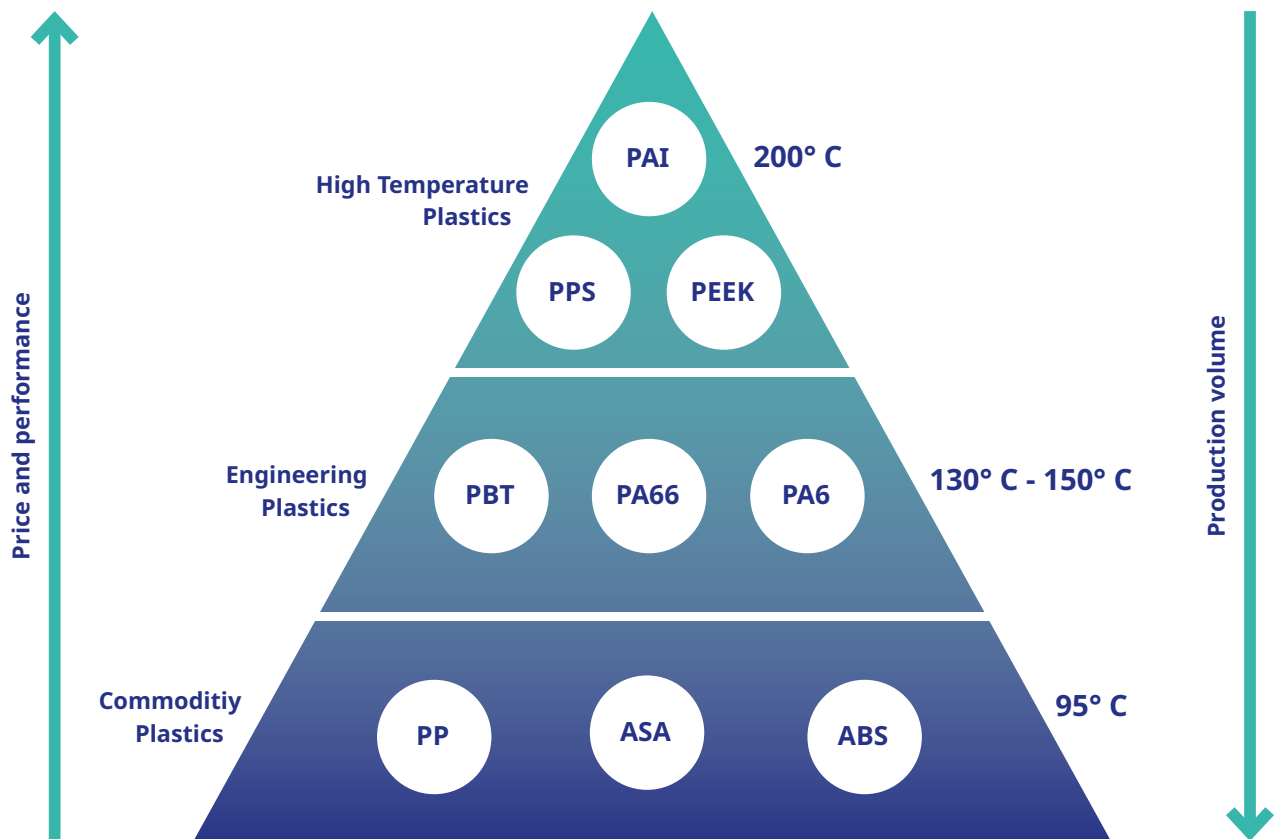 PAI
200° C
High Temperature
Plastics
PPS
PEEK
Price and performance
Production volume
Engineering
Plastics
PBT
PA66
PA6
130° C - 150° C
Commoditiy
Plastics
95° C
PP
ASA
ABS